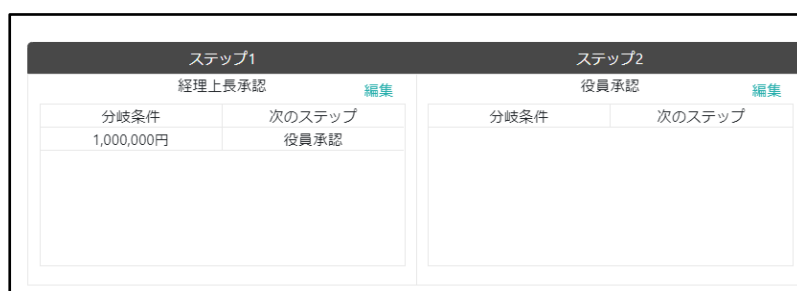 ステップ1 ステップ2
経理上長承認 編集 役員承認 編集
分岐条件 次のステップ 分岐条件 次のステップ
1,000,000円 役員承認